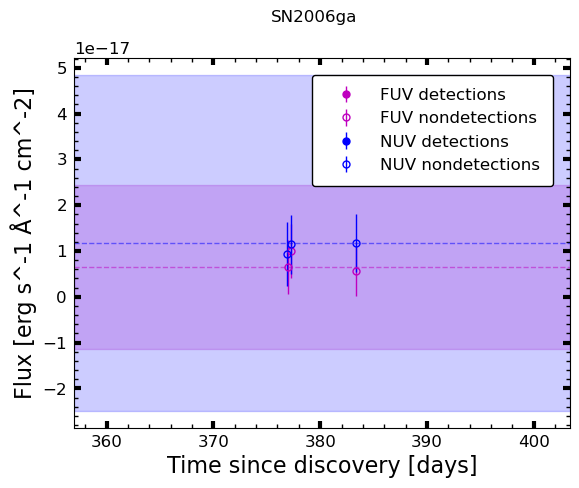 SN2006ga
1e−17
5
4
3
2
1
0
−1
−2
Flux [erg s^-1 Å^-1 cm^-2]
FUV detections
FUV nondetections
NUV detections
NUV nondetections
360 370 380 390 400
Time since discovery [days]